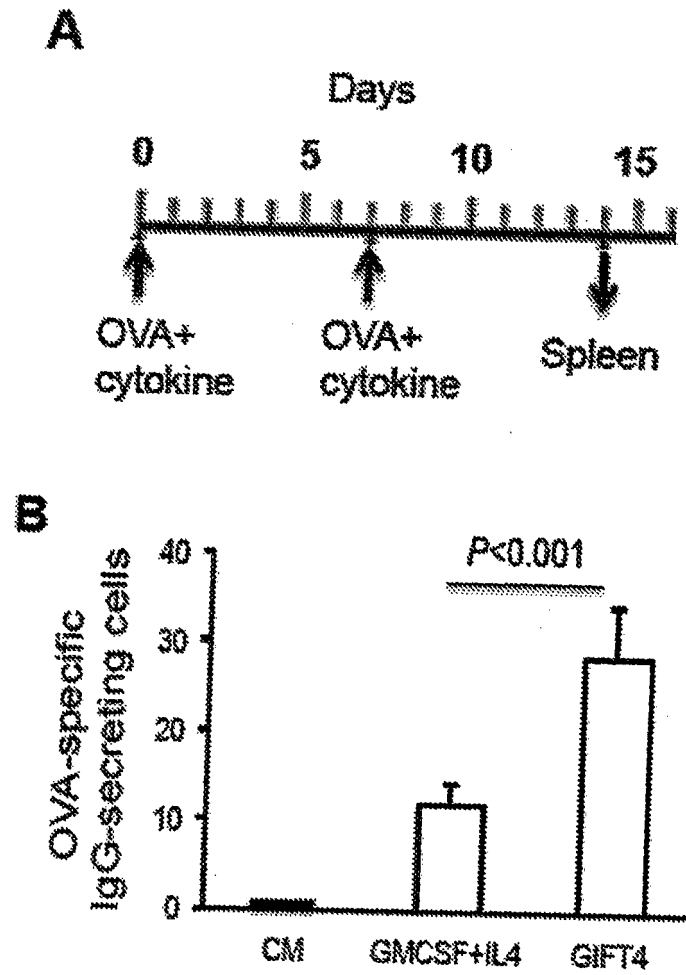 A
Days
0 5 10 15
OVA+ OVA+ Spleen
cytokine cytokine
B
OVA-specific
IgG-secreting cells
40
30
20
10
0
P<0.001
CM GMCSF+IL4 GIFT4